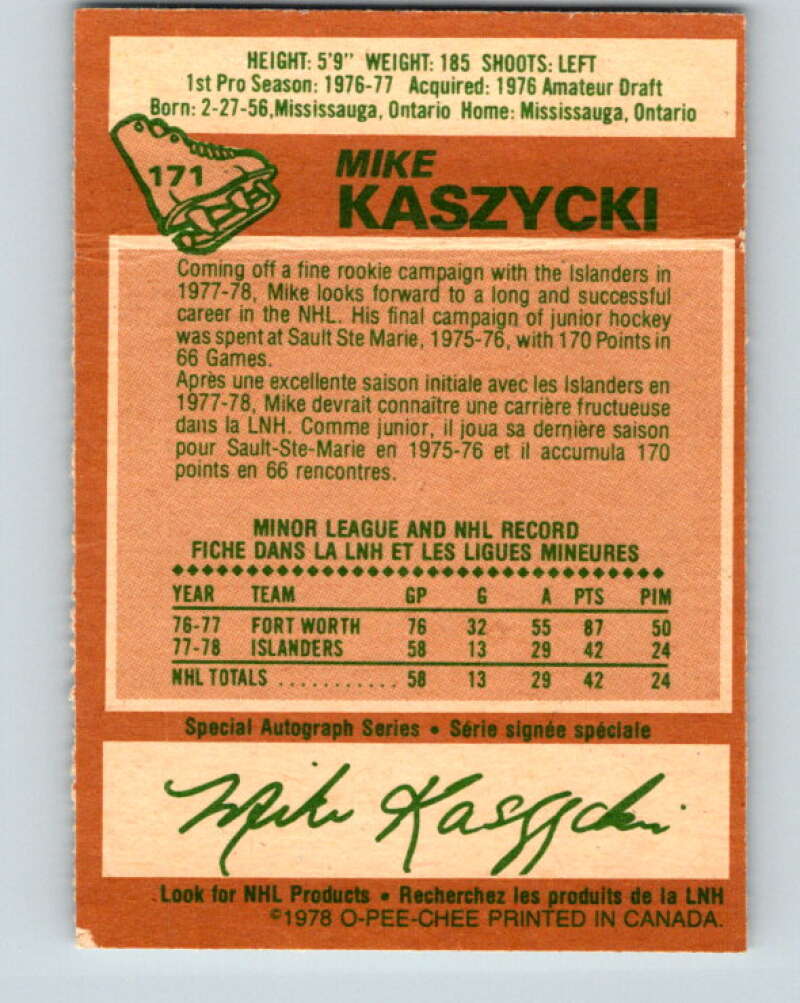 HEIGHT: 5'9" WEIGHT: 185 SHOOTS: LEFT
1st Pro Season: 1976-77 Acquired: 1976 Amateur Draft
Born: 2-27-56, Mississauga, Ontario Home: Mississauga, Ontario
171
MIKE
KASZYCKI
Coming off a fine rookie campaign with the Islanders in
1977-78, Mike looks forward to a long and successful
career in the NHL. His final campaign of junior hockey
was spent at Sault Ste Marie, 1975-76, with 170 Points in
66 Games.
Après une excellente saison initiale avec les Islanders en
1977-78, Mike devrait connaître une carrière fructueuse
dans la LNH. Comme junior, il joua sa dernière saison
pour Sault-Ste-Marie en 1975-76 et il accumula 170
points en 66 rencontres.
MINOR LEAGUE AND NHL RECORD
FICHE DANS LA LNH ET LES LIGUES MINEURES
YEAR TEAM GP G A PTS PIM
76-77 FORT WORTH 76 32 55 87 50
77-78 ISLANDERS 58 13 29 42 24
NHL TOTALS ........... 58 13 29 42 24
Special Autograph Series • Série signée spéciale
Mike Kaszycki
Look for NHL Products • Recherchez les produits de la LNH
©1978 O-PEE-CHEE PRINTED IN CANADA.